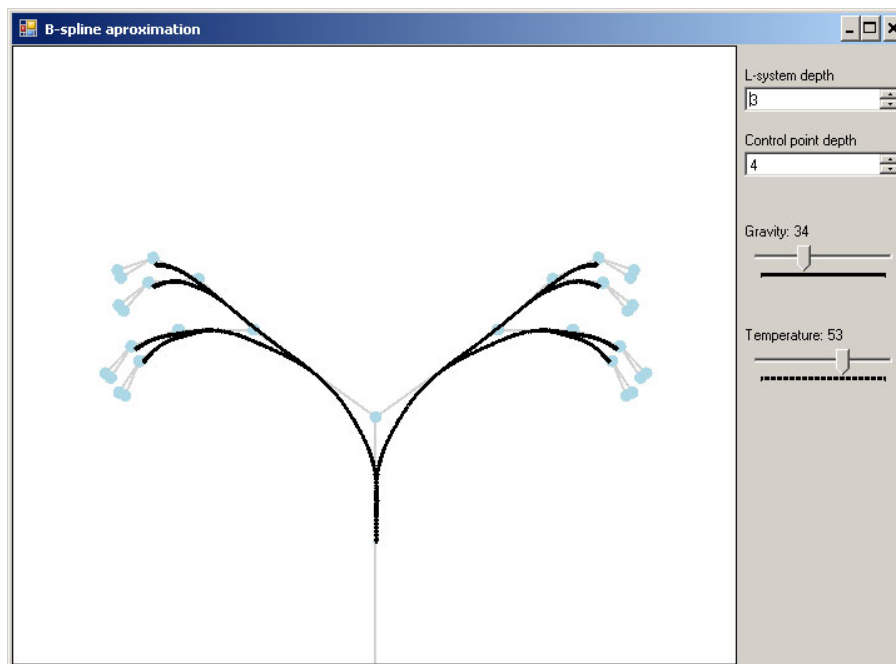 B-spline aproximation
L-system depth
3
Control point depth
4
Gravity: 34
Temperature: 53